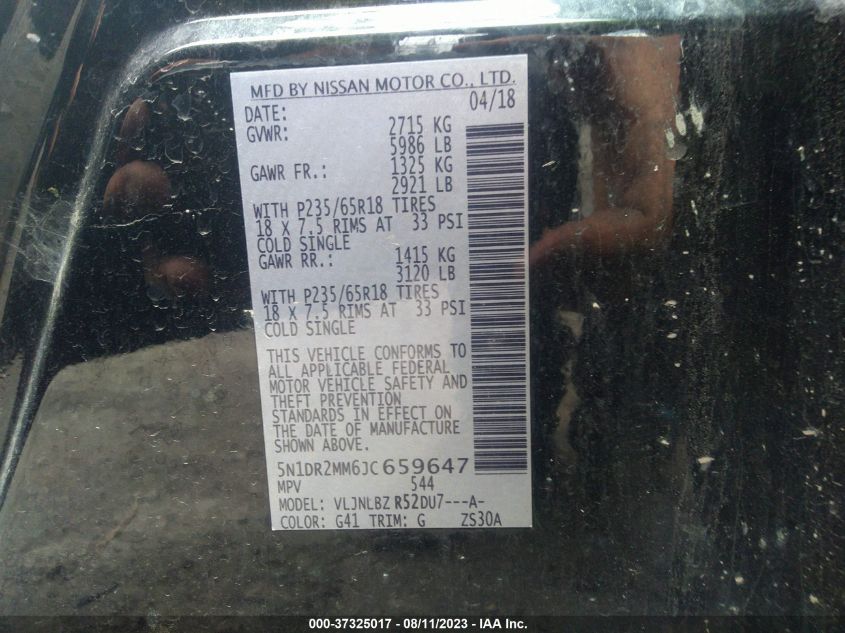 MFD BY NISSAN MOTOR CO., LTD.
DATE: 04/18
GVWR: 2715 KG
5986 LB
GAWR FR.: 1325 KG
2921 LB
WITH P235/65R18 TIRES
18 X 7.5 RIMS AT 33 PSI
COLD SINGLE
GAWR RR.: 1415 KG
3120 LB
WITH P235/65R18 TIRES
18 X 7.5 RIMS AT 33 PSI
COLD SINGLE
THIS VEHICLE CONFORMS TO
ALL APPLICABLE FEDERAL
MOTOR VEHICLE SAFETY AND
THEFT PREVENTION
STANDARDS IN EFFECT ON
THE DATE OF MANUFACTURE
SHOWN ABOVE.
5N1DR2MM6JC659647
MPV 544
MODEL: VLJNLBZ R52DU7---A-
COLOR: G41 TRIM: G ZS30A
000-37325017 - 08/11/2023 - IAA Inc.